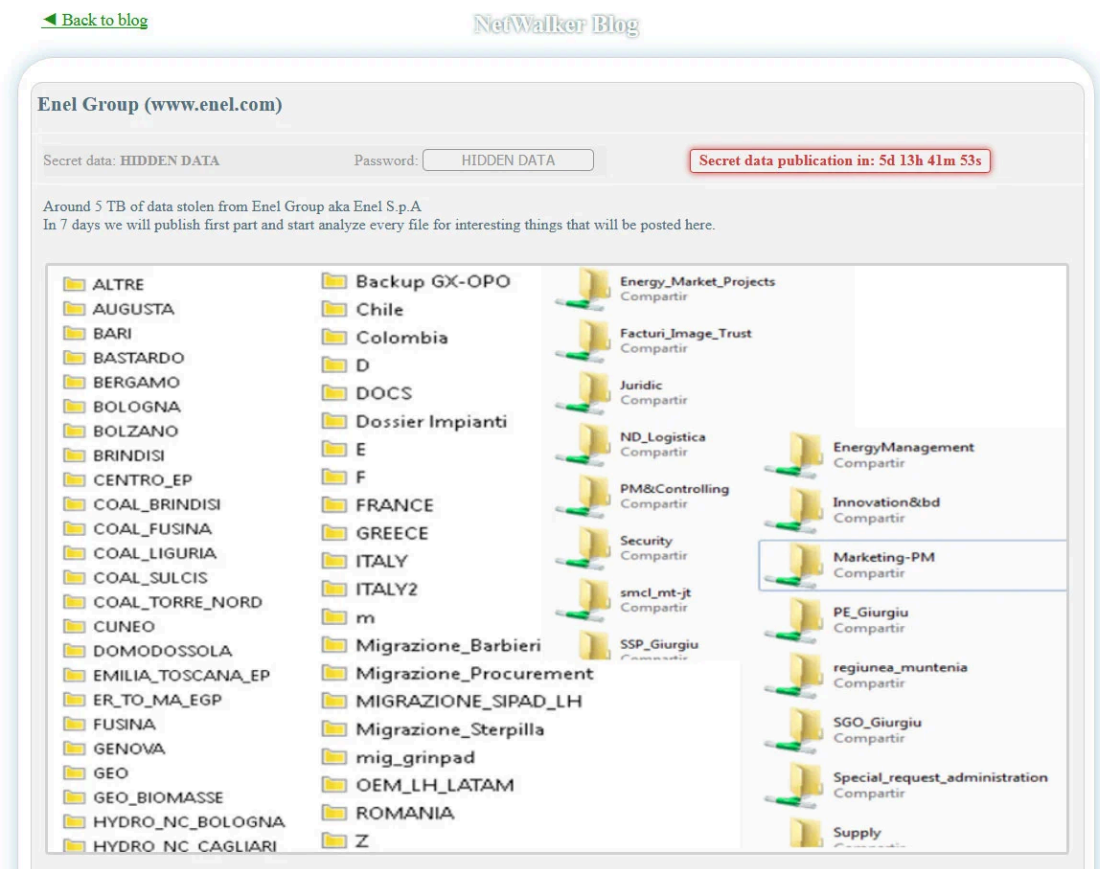 ◄ Back to blog
NetWalker Blog
Enel Group (www.enel.com)
Secret data: HIDDEN DATA
Password: HIDDEN DATA
Secret data publication in: 5d 13h 41m 53s
Around 5 TB of data stolen from Enel Group aka Enel S.p.A
In 7 days we will publish first part and start analyze every file for interesting things that will be posted here.
ALTRE
AUGUSTA
BARI
BASTARDO
BERGAMO
BOLOGNA
BOLZANO
BRINDISI
CENTRO_EP
COAL_BRINDISI
COAL_FUSINA
COAL_LIGURIA
COAL_SULCIS
COAL_TORRE_NORD
CUNEO
DOMODOSSOLA
EMILIA_TOSCANA_EP
ER_TO_MA_EGP
FUSINA
GENOVA
GEO
GEO_BIOMASSE
HYDRO_NC_BOLOGNA
HYDRO_NC_CAGLIARI
Backup GX-OPO
Chile
Colombia
D
DOCS
Dossier Impianti
E
F
FRANCE
GREECE
ITALY
ITALY2
m
Migrazione_Barbieri
Migrazione_Procurement
MIGRAZIONE_SIPAD_LH
Migrazione_Sterpilla
mig_grinpad
OEM_LH_LATAM
ROMANIA
Z
Energy_Market_Projects
Compartir
Facturi_Image_Trust
Compartir
Juridic
Compartir
ND_Logistica
Compartir
PM&Controlling
Compartir
Security
Compartir
smcl_mt-jt
Compartir
SSP_Giurgiu
Compartir
EnergyManagement
Compartir
Innovation&bd
Compartir
Marketing-PM
Compartir
PE_Giurgiu
Compartir
regiunea_muntenia
Compartir
SGO_Giurgiu
Compartir
Special_request_administration
Compartir
Supply